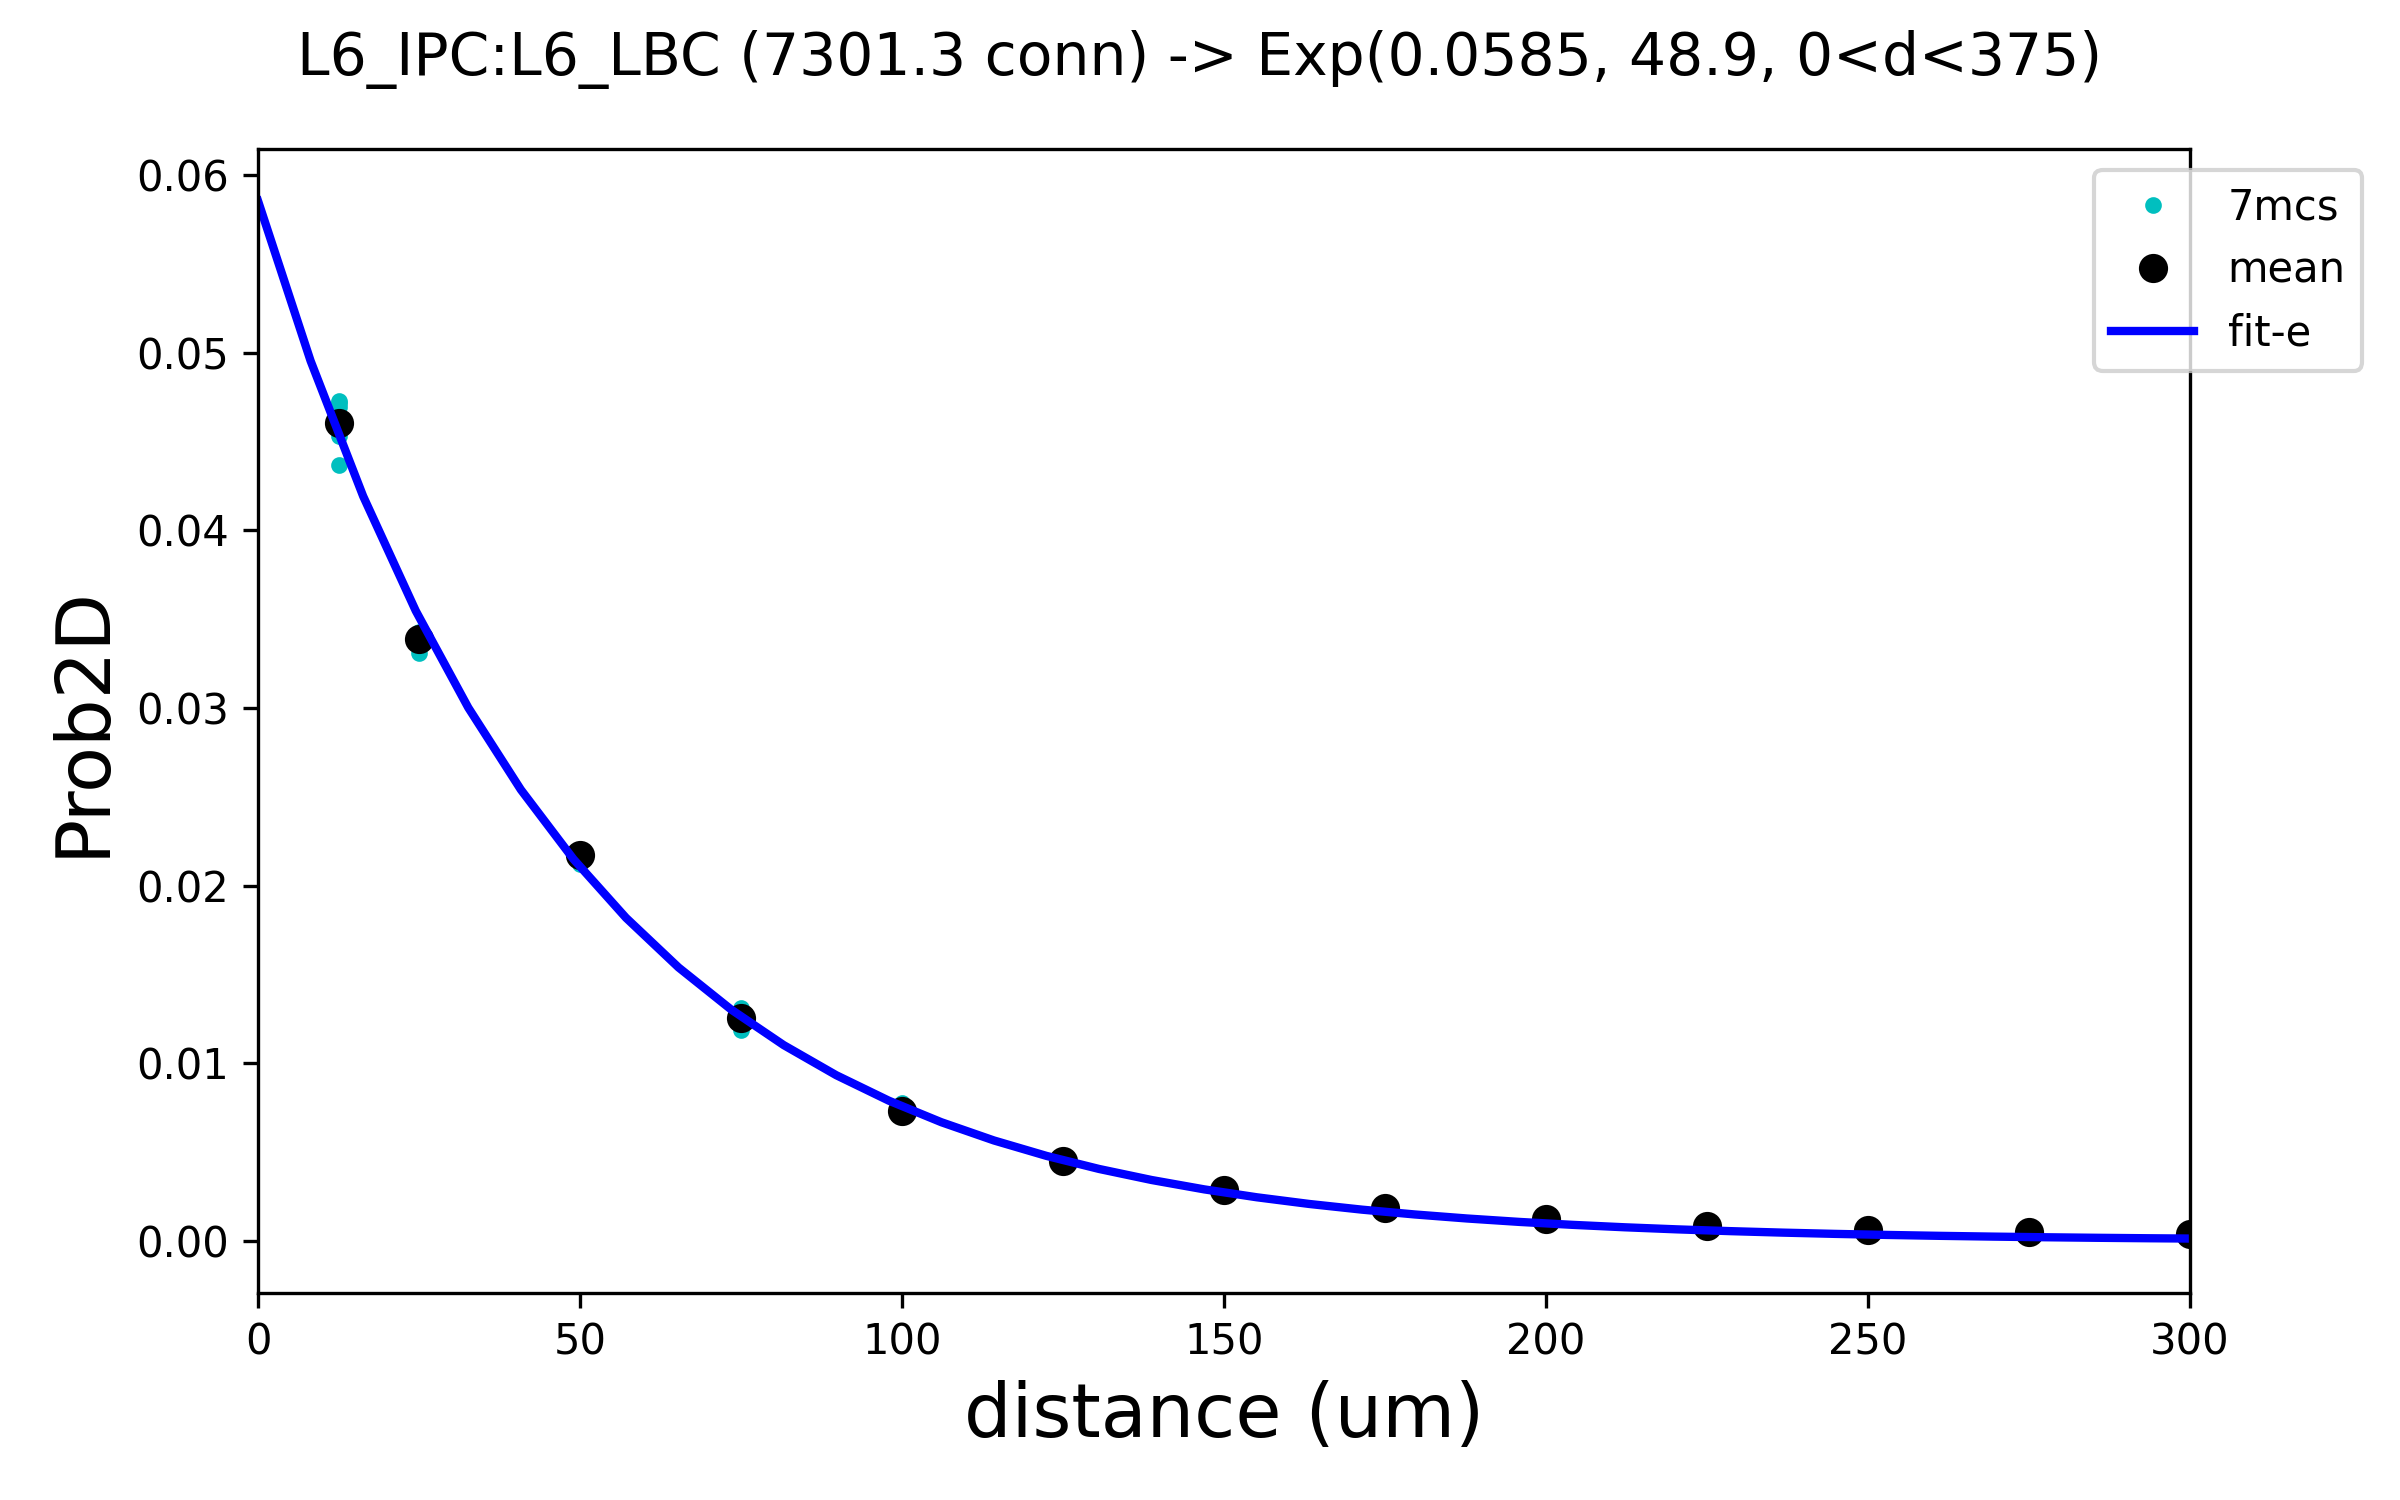 L6_IPC:L6_LBC (7301.3 conn) -> Exp(0.0585, 48.9, 0<d<375)
7mcs
mean
fit-e
Prob2D
0.06
0.05
0.04
0.03
0.02
0.01
0.00
0 50 100 150 200 250 300
distance (um)